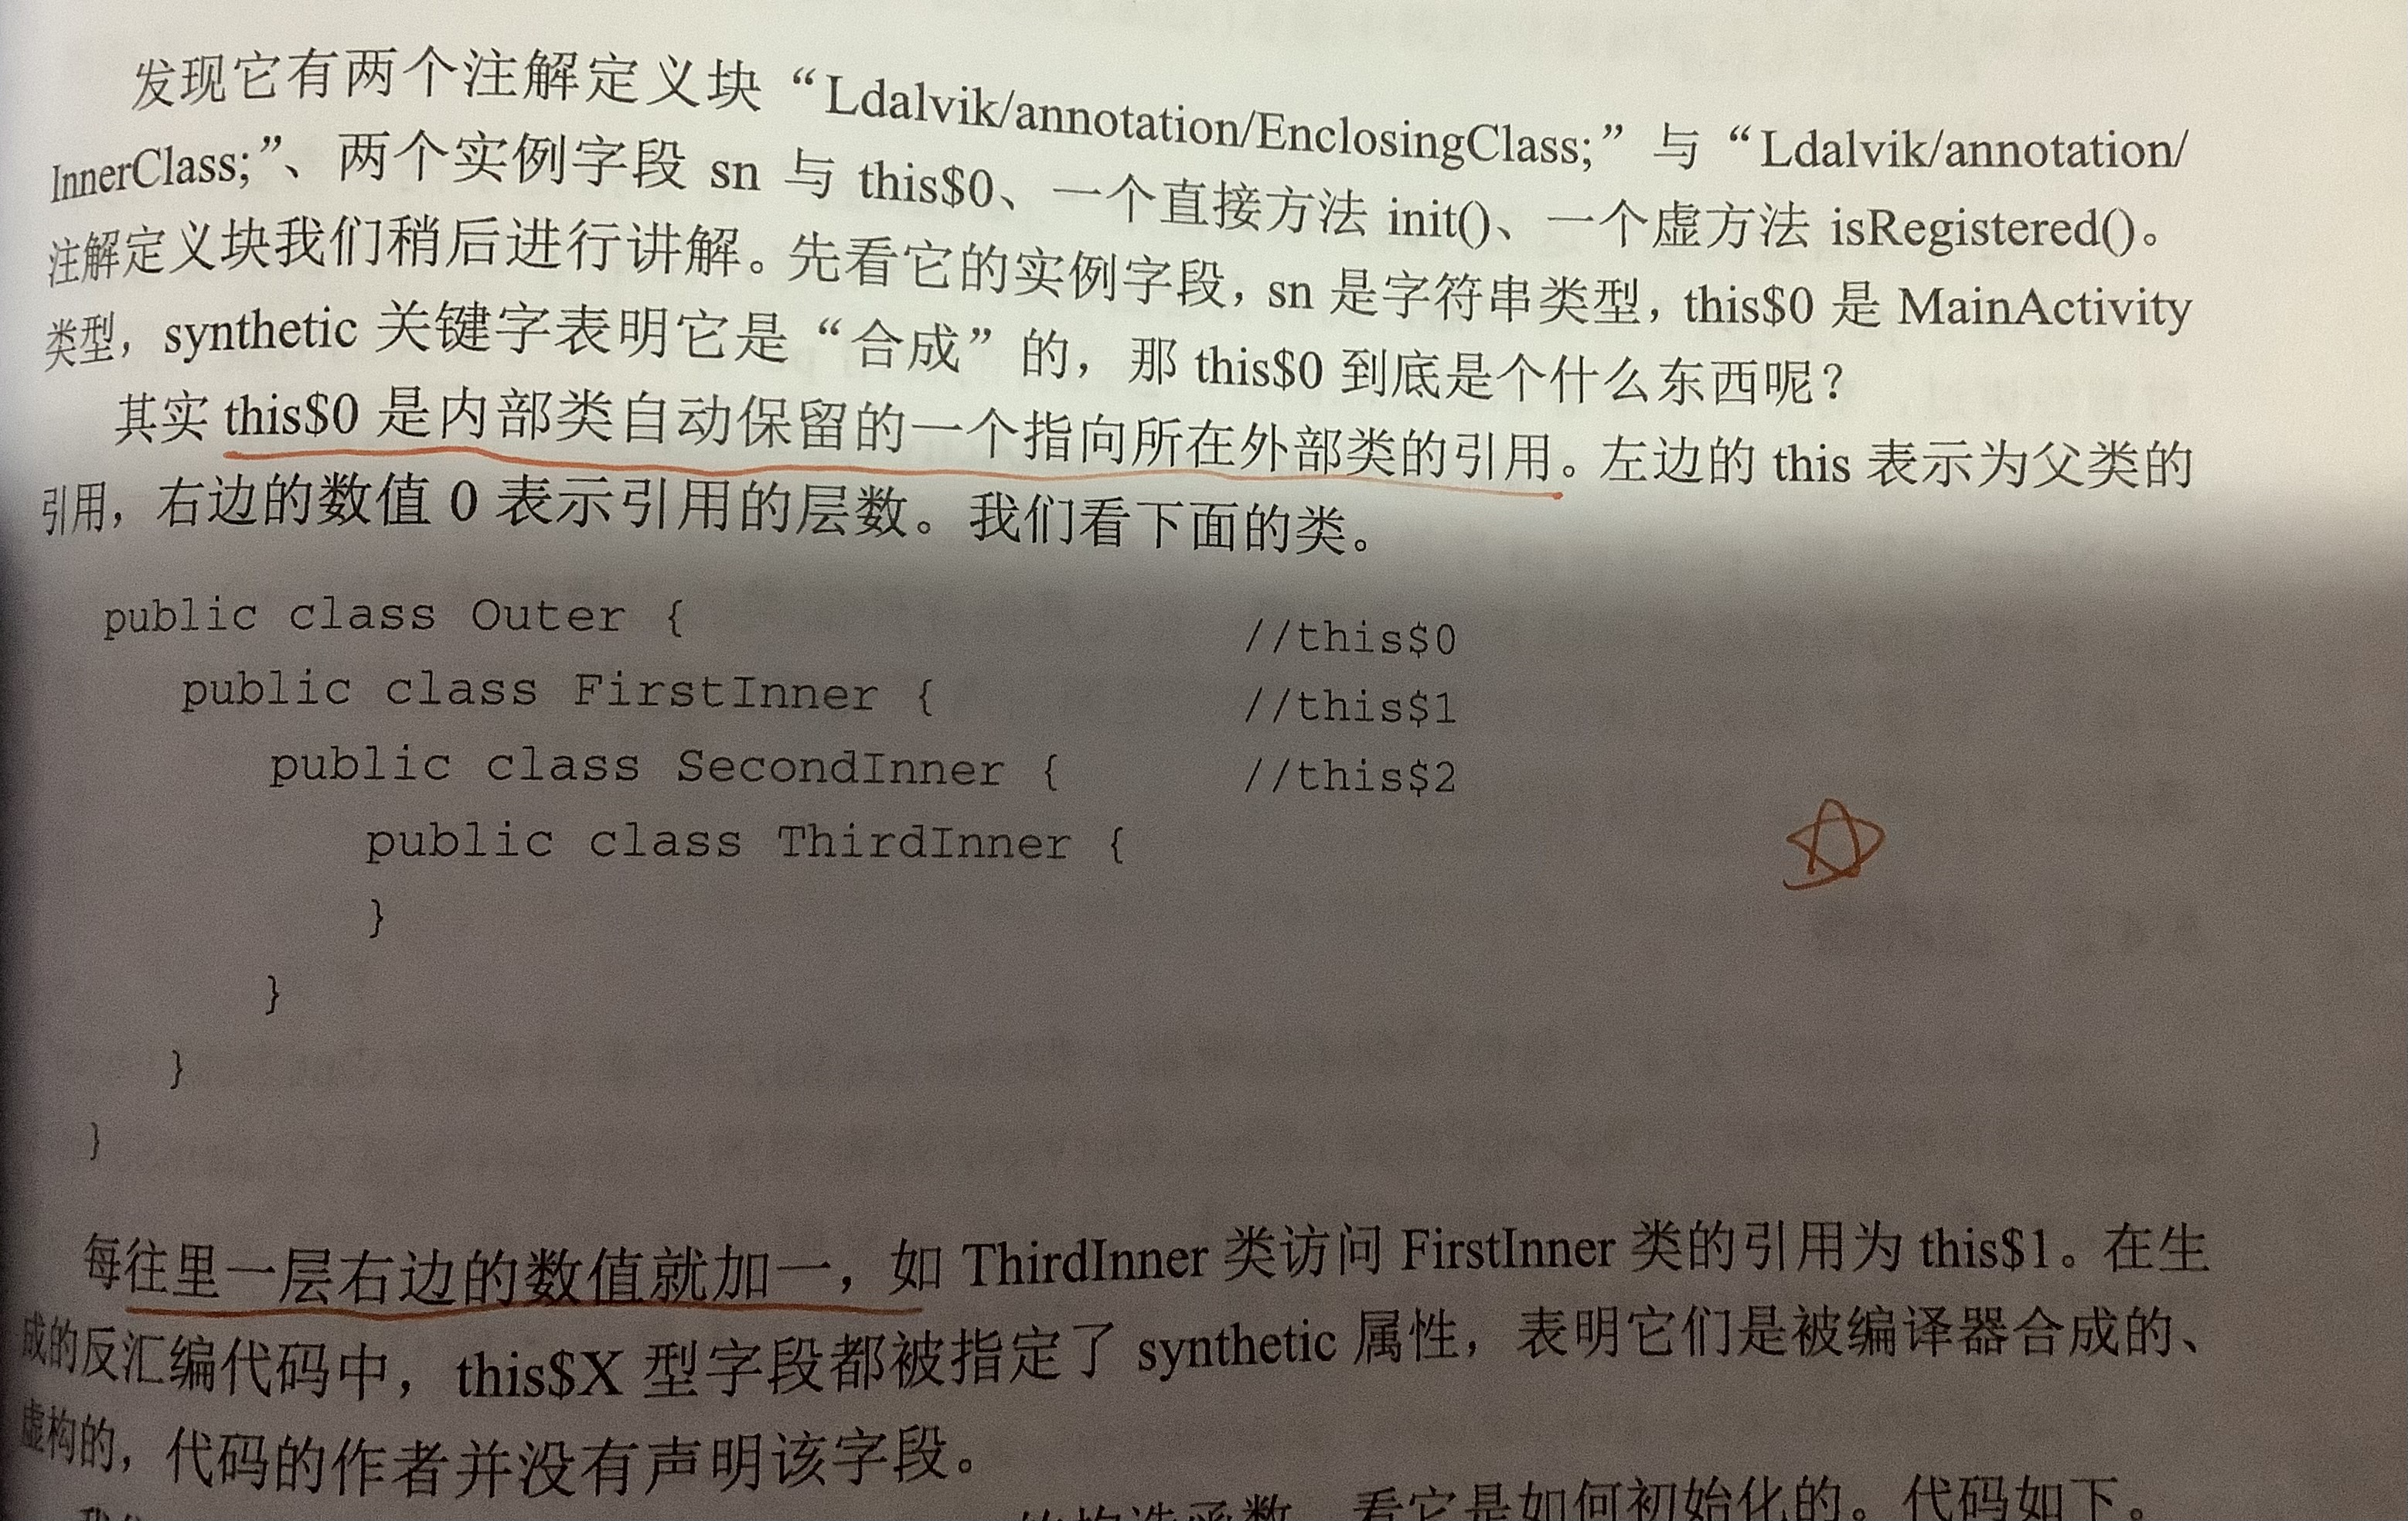 发现它有两个注解定义块“Ldalvik/annotation/EnclosingClass;”与“Ldalvik/annotation/
InnerClass;”、两个实例字段 sn 与 this$0、一个直接方法 init()、一个虚方法 isRegistered()。
注解定义块我们稍后进行讲解。先看它的实例字段，sn 是字符串类型，this$0 是 MainActivity
类型，synthetic 关键字表明它是“合成”的，那 this$0 到底是个什么东西呢？
其实 this$0 是内部类自动保留的一个指向所在外部类的引用。左边的 this 表示为父类的
引用，右边的数值 0 表示引用的层数。我们看下面的类。
public class Outer { //this$0
public class FirstInner { //this$1
public class SecondInner { //this$2
public class ThirdInner {
}
}
}
}
每往里一层右边的数值就加一，如 ThirdInner 类访问 FirstInner 类的引用为 this$1。在生
成的反汇编代码中，this$X 型字段都被指定了 synthetic 属性，表明它们是被编译器合成的、
虚构的，代码的作者并没有声明该字段。
的构造函数，看它是如何初始化的。代码如下。